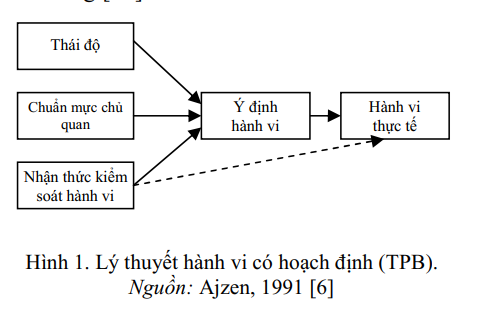 Thái độ
Chuẩn mực chủ
quan
Nhận thức kiểm
soát hành vi
Ý định
hành vi
Hành vi
thực tế
Hình 1. Lý thuyết hành vi có hoạch định (TPB).
Nguồn: Ajzen, 1991 [6]